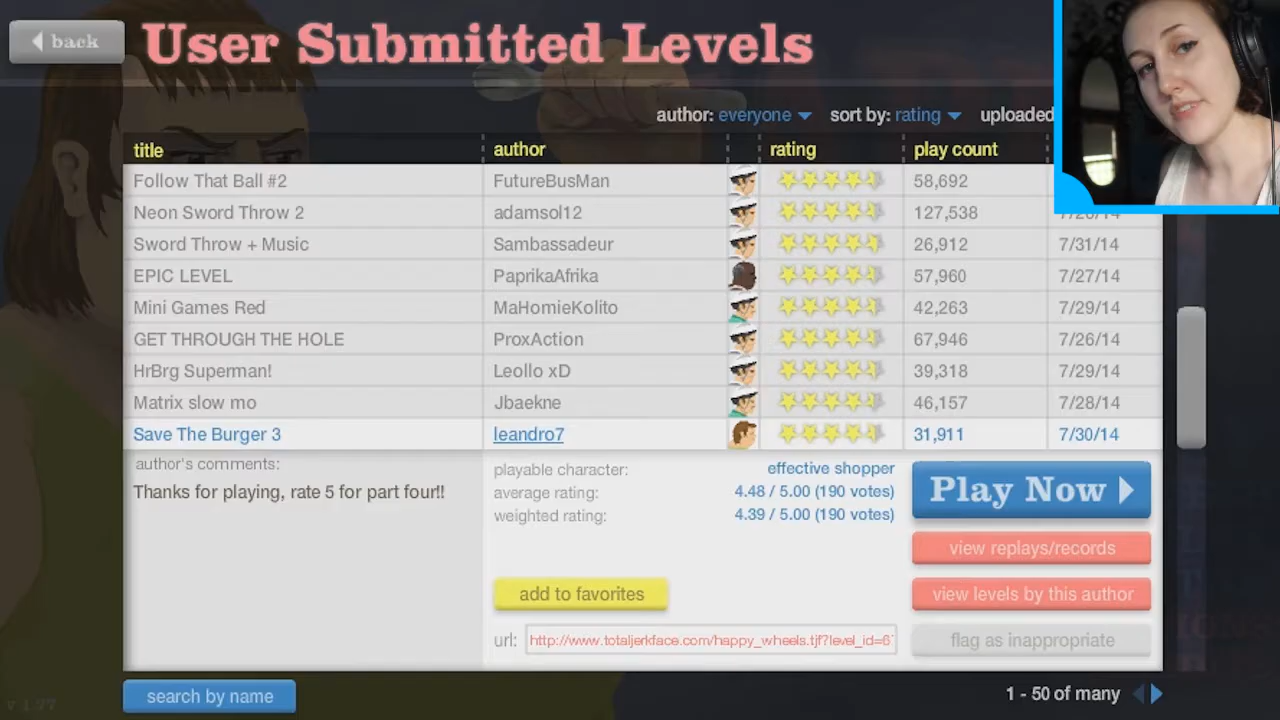 back
User Submitted Levels
author: everyone sort by: rating uploaded
title author rating play count
Follow That Ball #2 FutureBusMan 58,692
Neon Sword Throw 2 adamsol12 127,538
Sword Throw + Music Sambassadeur 26,912 7/31/14
EPIC LEVEL PaprikaAfrika 57,960 7/27/14
Mini Games Red MaHomieKolito 42,263 7/29/14
GET THROUGH THE HOLE ProxAction 67,946 7/26/14
HrBrg Superman! Leollo xD 39,318 7/29/14
Matrix slow mo Jbaekne 46,157 7/28/14
Save The Burger 3 leandro7 31,911 7/30/14
author's comments:
Thanks for playing, rate 5 for part four!!
playable character: effective shopper
average rating: 4.48 / 5.00 (190 votes)
weighted rating: 4.39 / 5.00 (190 votes)
Play Now
view replays/records
add to favorites
view levels by this author
url: http://www.totaljerkface.com/happy_wheels.tjf?level_id=6
flag as inappropriate
search by name
1 - 50 of many
v 1.77